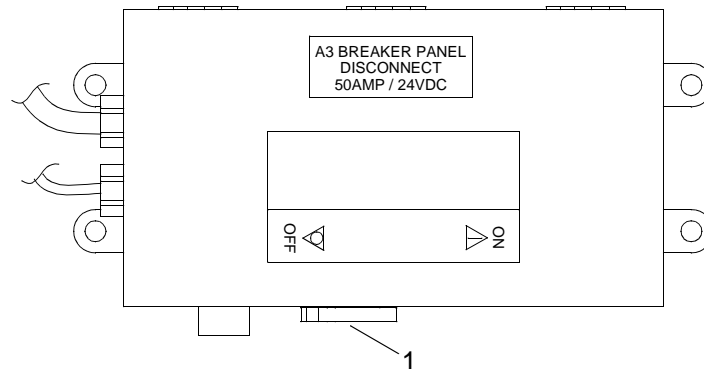 A3 BREAKER PANEL
DISCONNECT
50AMP / 24VDC
OFF
ON
1